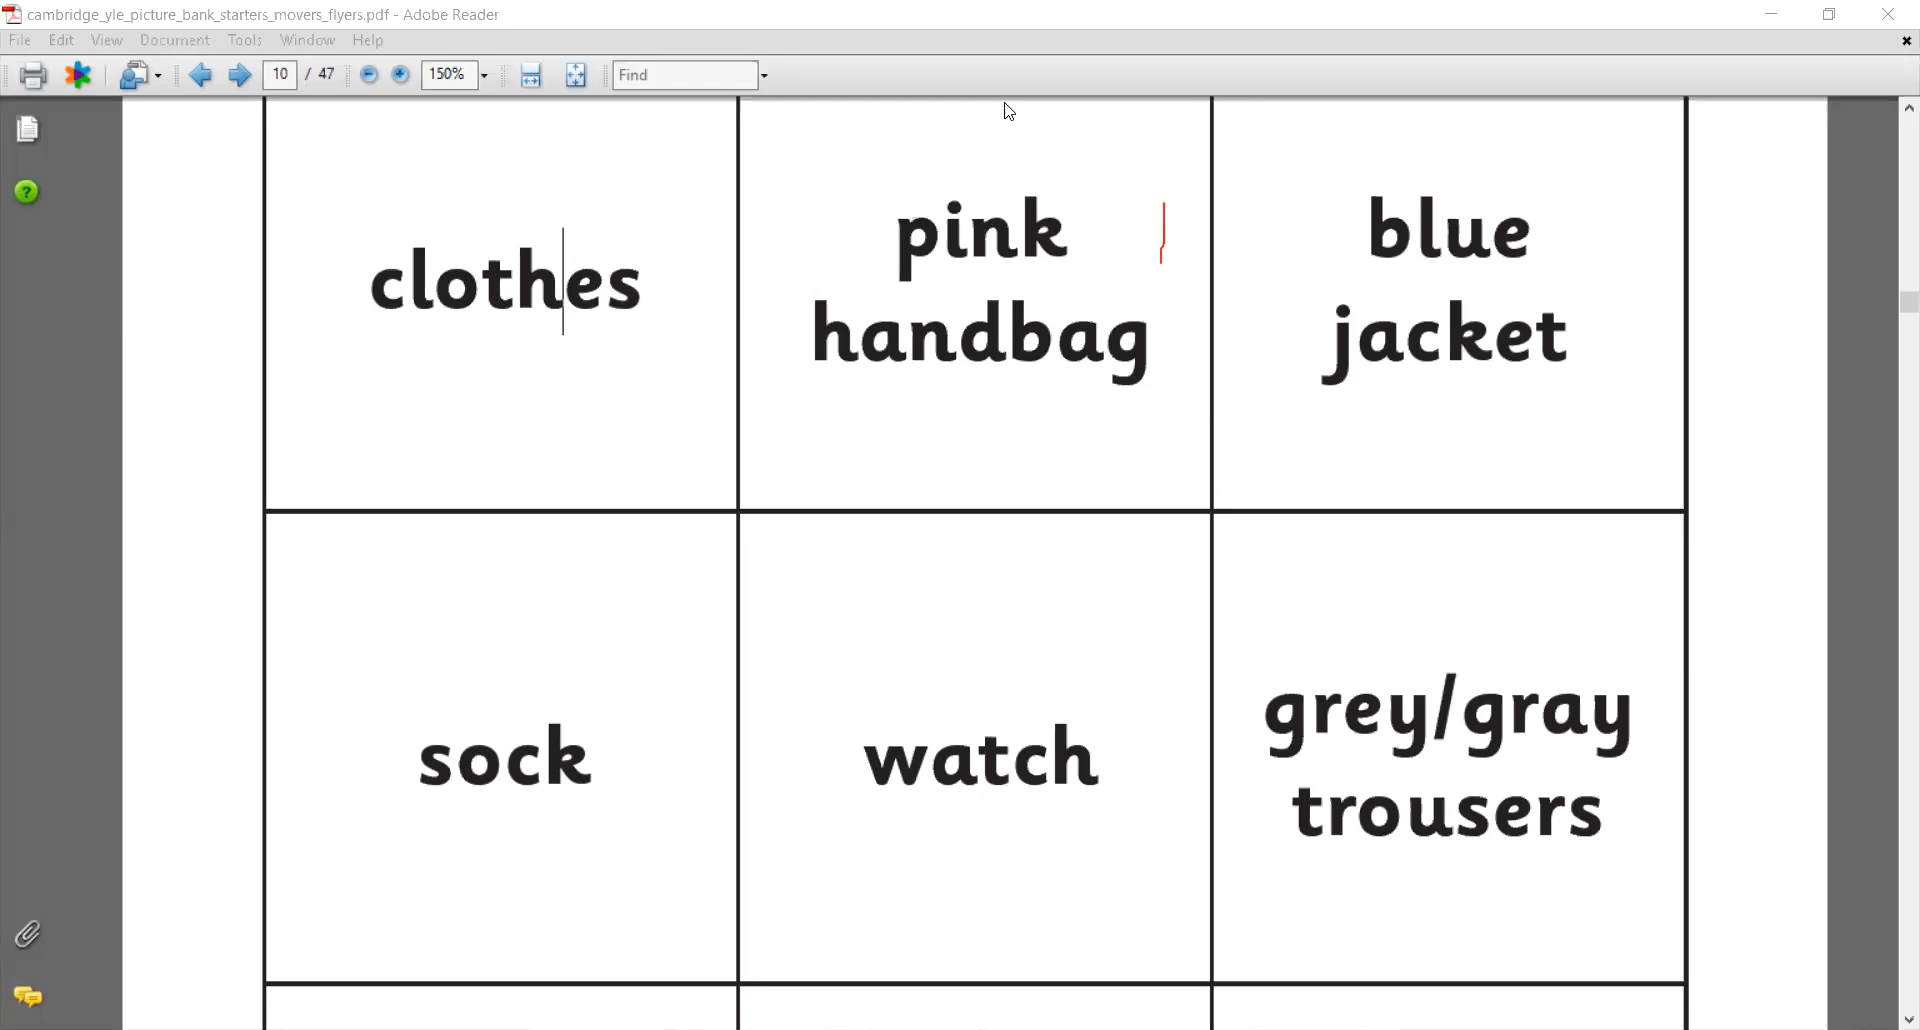 cambridge_yle_picture_bank_starters_movers_flyers.pdf - Adobe Reader
File Edit View Document Tools Window Help
10 / 47 150% Find
clothes
pink
handbag
blue
jacket
sock
watch
grey/gray
trousers